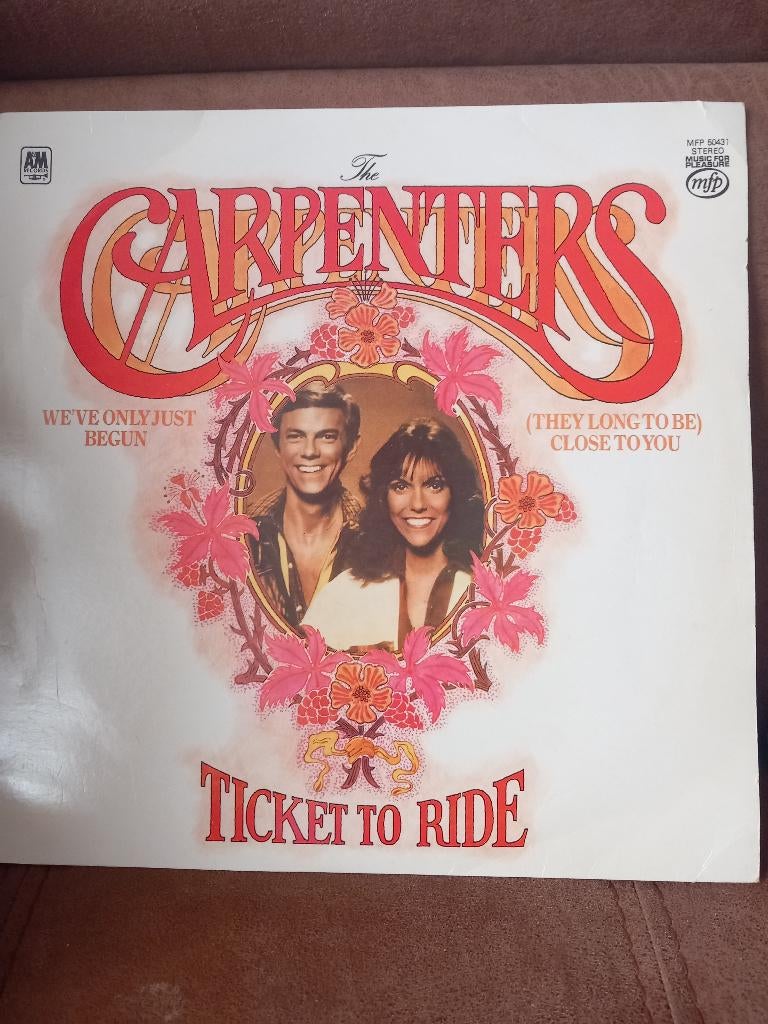 A&M
RECORDS
MFP 50431
STEREO
MUSIC FOR
PLEASURE
mfp
The
CARPENTERS
WE'VE ONLY JUST
BEGUN
(THEY LONG TO BE)
CLOSE TO YOU
TICKET TO RIDE